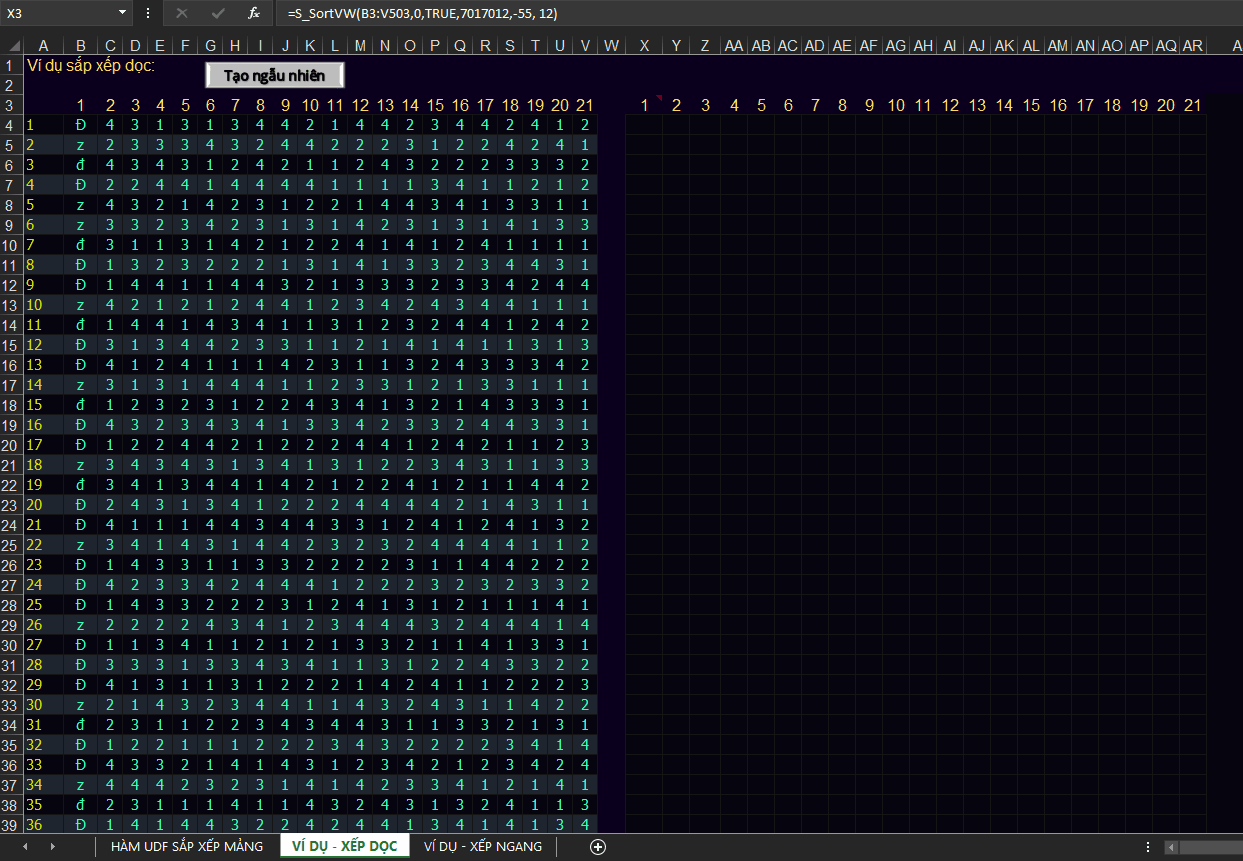 X3 fx =S_SortVW(B3:V503,0,TRUE,7017012,-55, 12)
A B C D E F G H I J K L M N O P Q R S T U V W X Y Z AA AB AC AD AE AF AG AH AI AJ AK AL AM AN AO AP AQ AR A
1 Ví dụ sắp xếp dọc: Tạo ngẫu nhiên
2
3 1 2 3 4 5 6 7 8 9 10 11 12 13 14 15 16 17 18 19 20 21 1 2 3 4 5 6 7 8 9 10 11 12 13 14 15 16 17 18 19 20 21
4 1 Đ 4 3 1 3 1 3 4 4 2 1 4 4 2 3 4 4 2 4 1 2
5 2 z 2 3 3 3 4 3 2 4 4 2 2 2 3 1 2 2 4 2 4 1
6 3 đ 4 3 4 3 1 2 4 2 1 1 2 4 3 2 2 2 3 3 3 2
7 4 Đ 2 2 4 4 1 4 4 4 4 1 1 1 1 3 4 1 1 2 1 2
8 5 z 4 3 2 1 4 2 3 1 2 2 1 4 4 3 4 1 3 3 1 1
9 6 z 3 3 2 3 4 2 3 1 3 1 4 2 3 1 3 1 4 1 3 3
10 7 đ 3 1 1 3 1 4 2 1 2 2 4 1 4 1 2 4 1 1 1 1
11 8 Đ 1 3 2 3 2 2 2 1 3 1 4 1 3 3 2 3 4 4 3 1
12 9 Đ 1 4 4 1 1 4 4 3 2 1 3 3 3 2 3 3 4 2 4 4
13 10 z 4 2 1 2 1 2 4 4 1 2 3 4 2 4 3 4 4 1 1 1
14 11 đ 1 4 4 1 4 3 4 1 1 3 1 2 3 2 4 4 1 2 4 2
15 12 Đ 3 1 3 4 4 2 3 3 1 1 2 1 4 1 4 1 1 3 1 3
16 13 Đ 4 1 2 4 1 1 1 4 2 3 1 1 3 2 4 3 3 3 4 2
17 14 z 3 1 3 1 4 4 4 1 1 2 3 3 1 2 1 3 3 1 1 1
18 15 đ 1 2 3 2 3 1 2 2 4 3 4 1 3 2 1 4 3 3 3 1
19 16 Đ 4 3 2 3 4 3 4 1 3 3 4 2 3 3 2 4 4 3 3 1
20 17 Đ 1 2 2 4 4 2 1 2 2 2 4 4 1 2 4 2 1 1 2 3
21 18 z 3 4 3 4 3 1 3 4 1 3 1 2 2 3 4 3 1 1 3 3
22 19 đ 3 4 1 3 4 4 1 4 2 1 2 2 4 1 2 1 1 4 4 2
23 20 Đ 2 4 3 1 3 4 1 2 2 2 4 4 4 4 2 1 4 3 1 1
24 21 Đ 4 1 1 1 4 4 3 4 4 3 3 1 2 4 1 2 4 1 3 2
25 22 z 3 4 1 4 3 1 4 4 2 3 2 3 2 4 4 4 4 1 1 2
26 23 Đ 1 4 3 3 1 1 3 3 2 2 2 2 3 1 1 4 4 2 2 2
27 24 Đ 4 2 3 3 4 2 4 4 4 1 2 2 2 3 2 3 2 3 3 2
28 25 Đ 1 4 3 3 2 2 2 3 1 2 4 1 3 1 2 1 1 1 4 1
29 26 z 2 2 2 2 4 3 4 1 2 3 4 4 4 3 2 4 4 4 1 4
30 27 Đ 1 1 3 4 1 1 2 1 2 1 3 3 2 1 1 4 1 3 3 1
31 28 Đ 3 3 3 1 3 3 4 3 4 1 1 3 1 2 2 4 3 3 2 2
32 29 Đ 4 1 3 1 1 3 1 2 2 2 1 4 2 4 1 1 2 2 2 3
33 30 z 2 1 4 3 2 3 4 4 1 1 4 3 2 4 3 1 1 4 2 2
34 31 đ 2 3 1 1 2 2 3 4 3 4 4 3 1 1 3 3 2 1 3 1
35 32 Đ 1 2 2 1 1 1 2 2 2 3 4 3 2 2 2 2 3 4 1 4
36 33 Đ 4 3 3 2 1 4 1 4 3 1 2 3 4 2 1 2 3 4 2 4
37 34 z 4 4 4 2 3 2 3 1 4 1 4 2 3 3 4 1 2 1 4 1
38 35 đ 2 3 1 1 1 4 1 1 4 3 2 4 3 1 3 2 4 1 1 3
39 36 Đ 1 4 1 4 4 3 2 2 4 2 4 4 1 3 4 1 4 1 3 4
HÀM UDF SẮP XẾP MẢNG VÍ DỤ - XẾP DỌC VÍ DỤ - XẾP NGANG